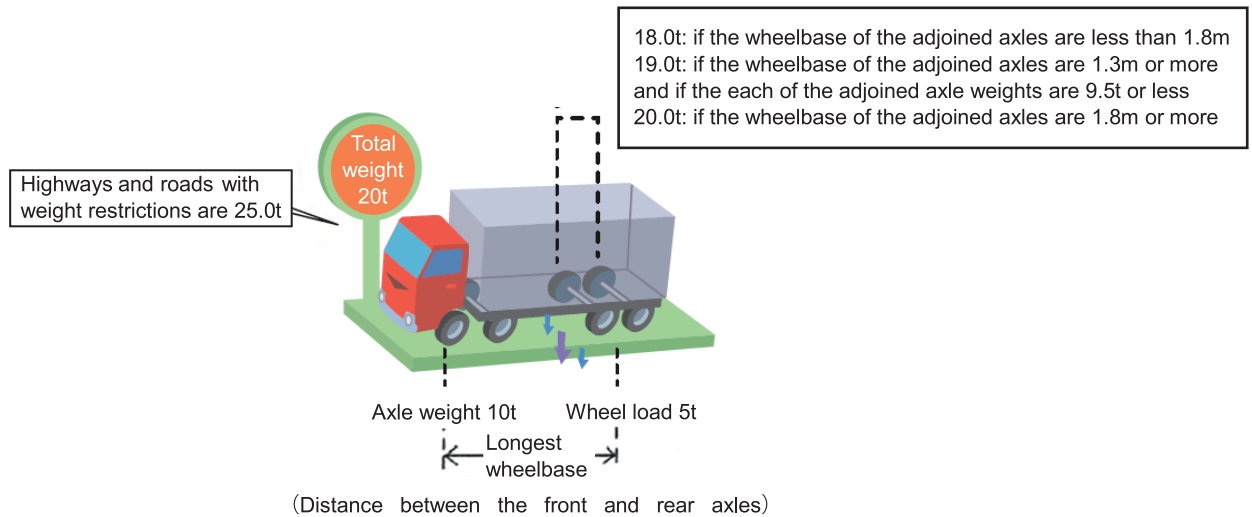 18.0t: if the wheelbase of the adjoined axles are less than 1.8m
19.0t: if the wheelbase of the adjoined axles are 1.3m or more
and if the each of the adjoined axle weights are 9.5t or less
20.0t: if the wheelbase of the adjoined axles are 1.8m or more
Total
weight
20t
Highways and roads with
weight restrictions are 25.0t
Axle weight 10t
Wheel load 5t
Longest
wheelbase
(Distance between the front and rear axles)